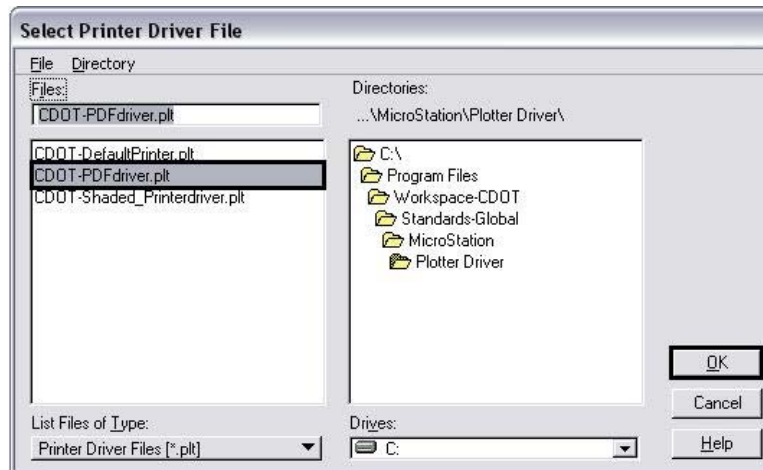 Select Printer Driver File
File Directory
Files:
CDOT-PDFdriver.plt
CDOT-DefaultPrinter.plt
CDOT-PDFdriver.plt
CDOT-Shaded_Printerdriver.plt
List Files of Type:
Printer Driver Files [*.plt]
Directories:
...\MicroStation\Plotter Driver\
C:\
Program Files
Workspace-CDOT
Standards-Global
MicroStation
Plotter Driver
Drives:
C:
OK
Cancel
Help